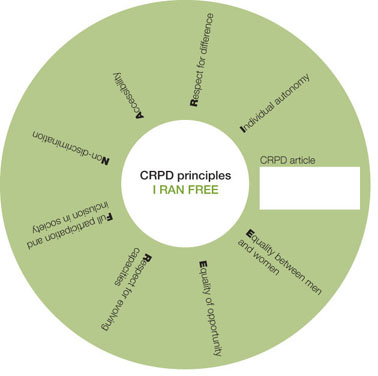 CRPD principles
I RAN FREE
Individual autonomy
Respect for difference
Accessibility
Non-discrimination
Full participation and
inclusion in society
Respect for evolving
capacities
Equality of opportunity
Equality between men
and women
CRPD article